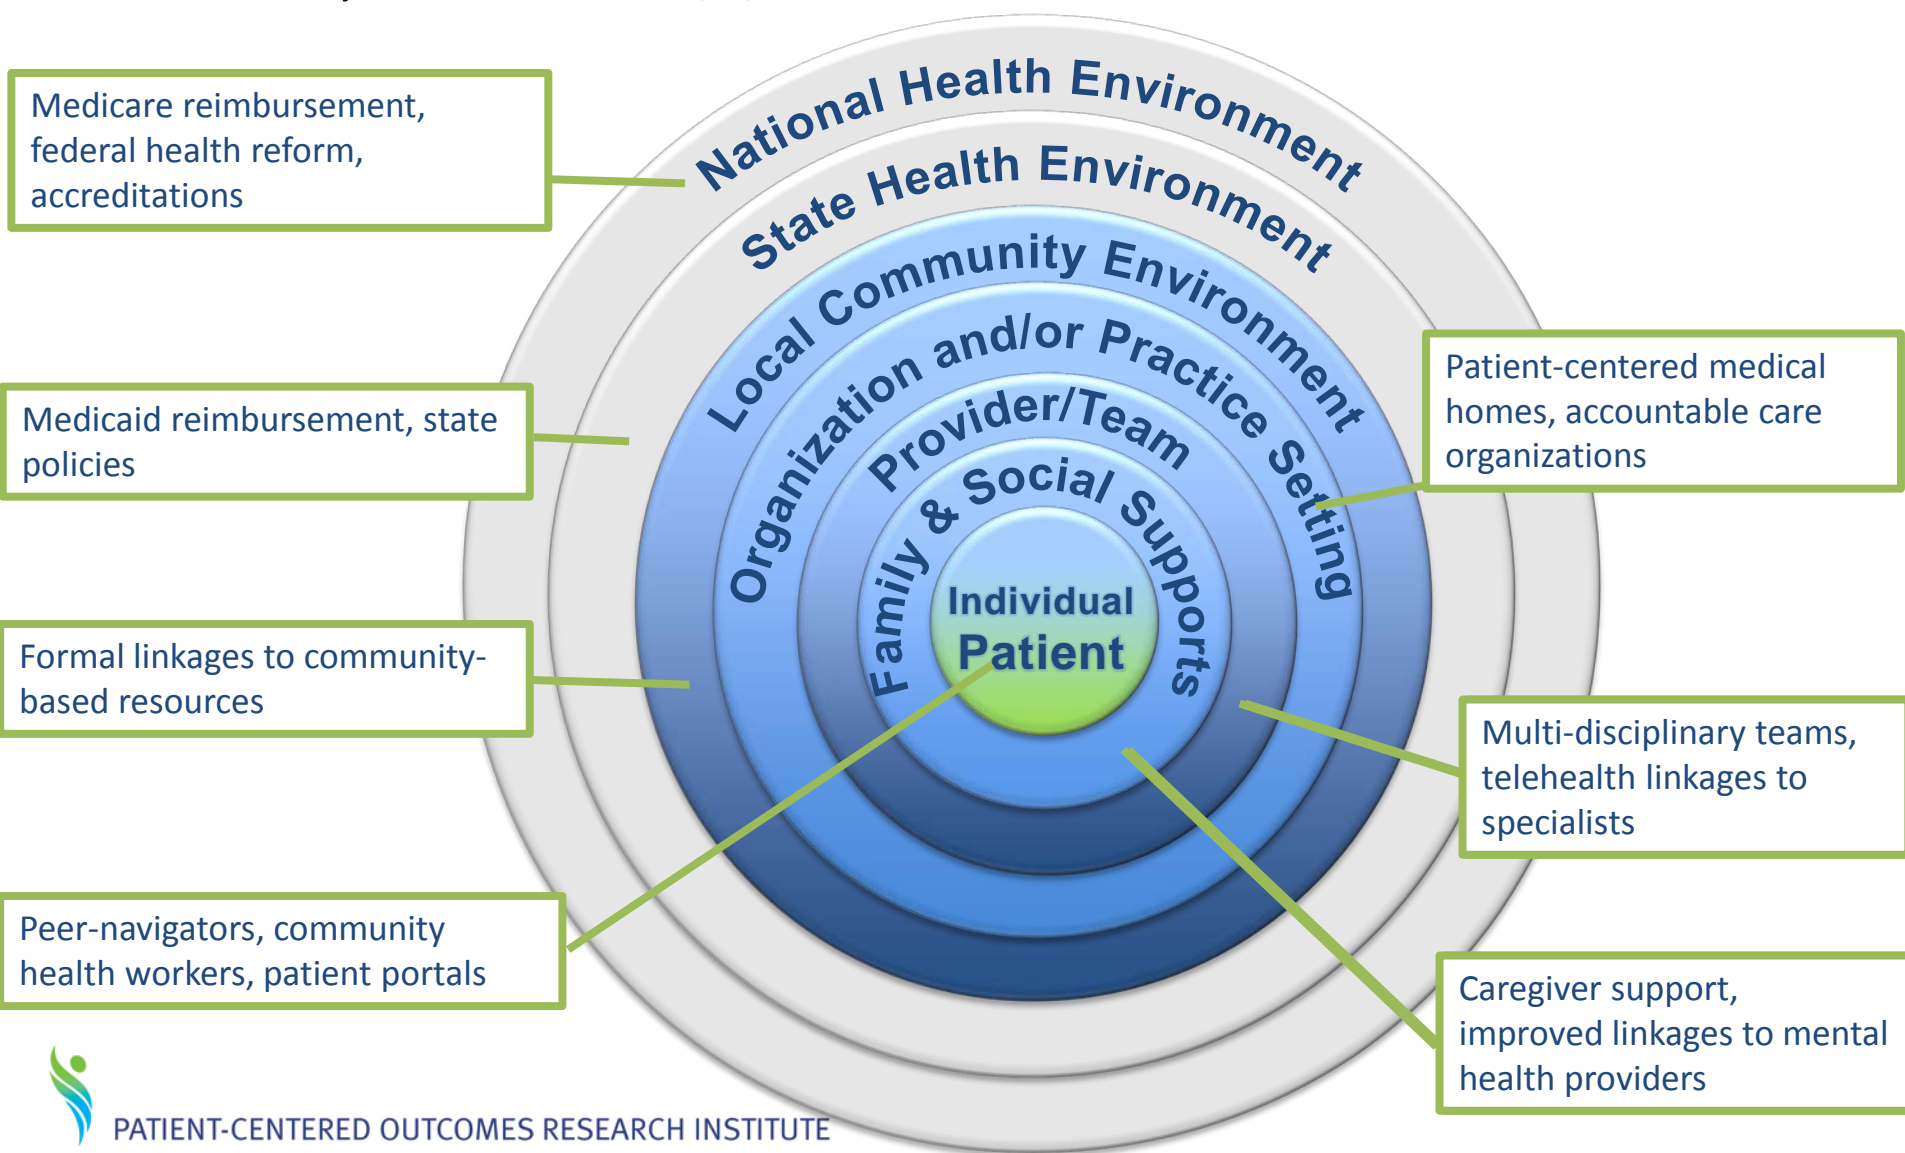 National Health Environment
State Health Environment
Local Community Environment
Organization and/or Practice Setting
Provider/Team
Family & Social Supports
Individual
Patient
Medicare reimbursement,
federal health reform,
accreditations
Medicaid reimbursement, state
policies
Formal linkages to community-
based resources
Peer-navigators, community
health workers, patient portals
Patient-centered medical
homes, accountable care
organizations
Multi-disciplinary teams,
telehealth linkages to
specialists
Caregiver support,
improved linkages to mental
health providers
PATIENT-CENTERED OUTCOMES RESEARCH INSTITUTE